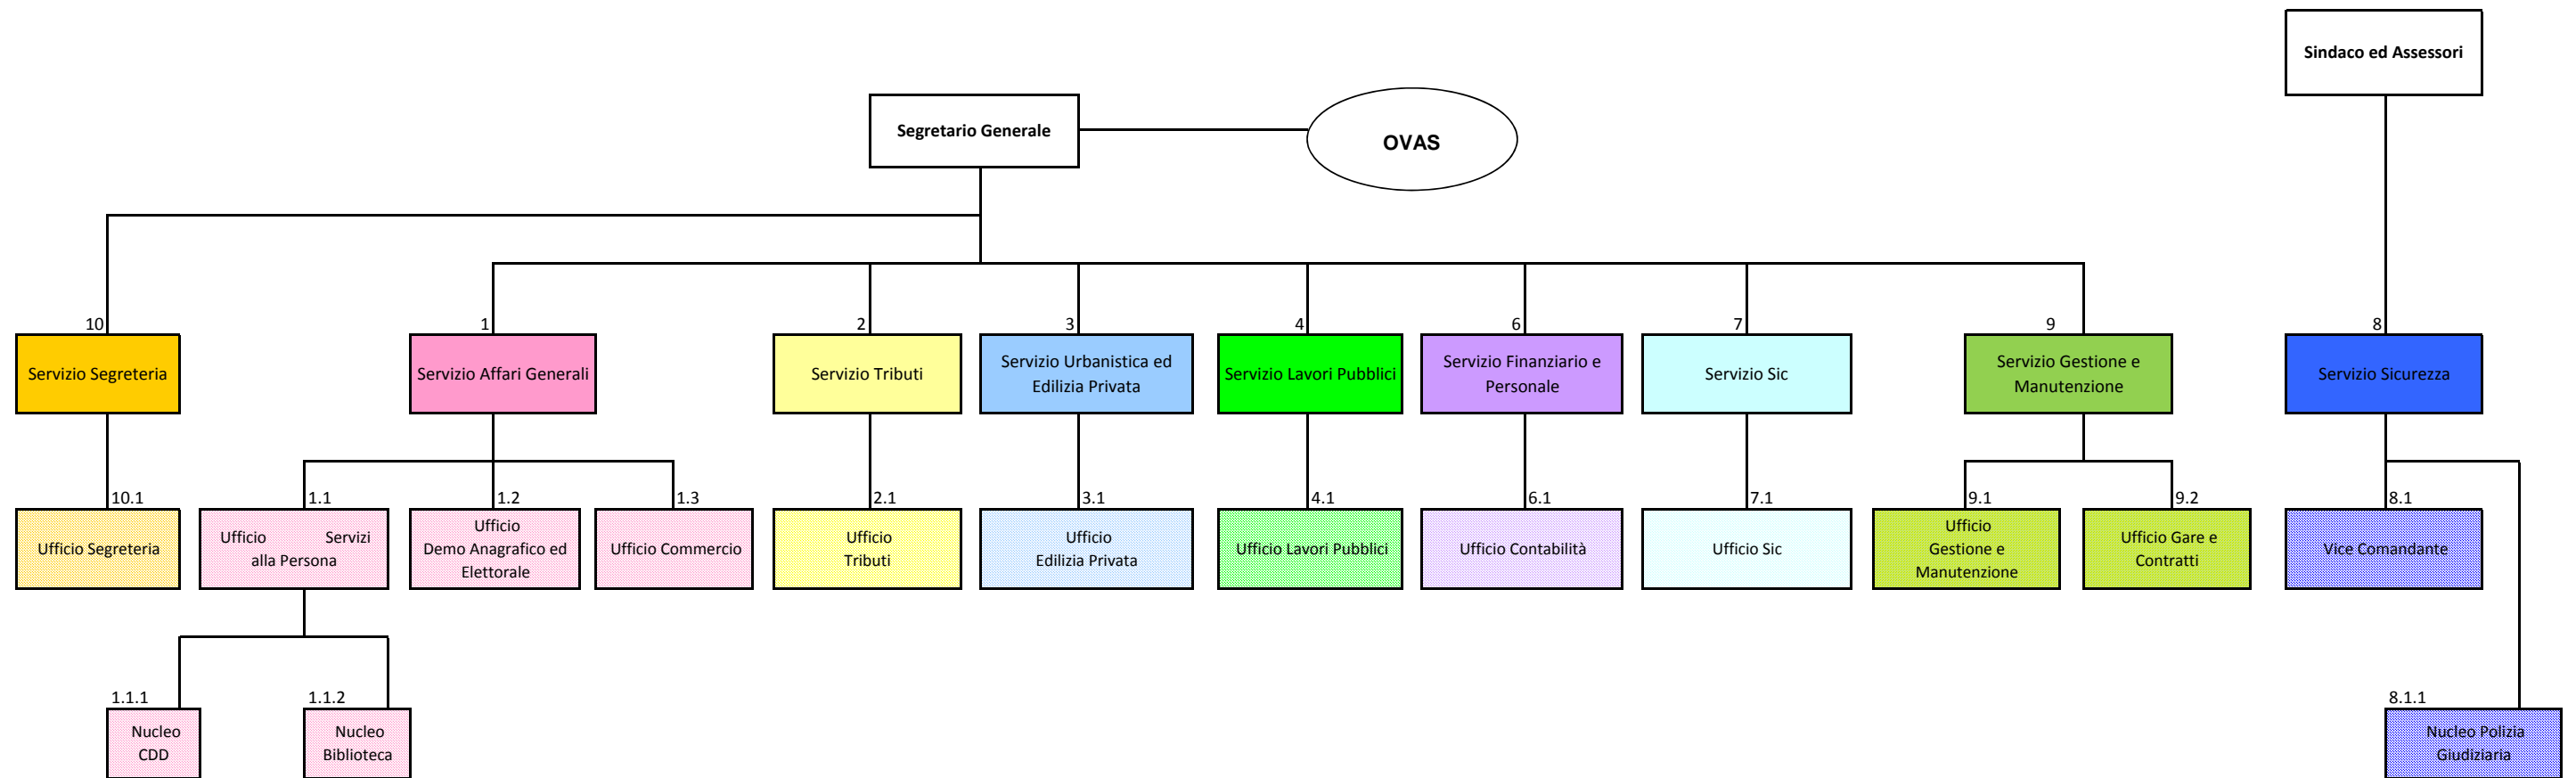 Sindaco ed Assessori
Segretario Generale
OVAS
10
1
2
3
4
6
7
9
8
Servizio Segreteria
Servizio Affari Generali
Servizio Tributi
Servizio Urbanistica ed
Edilizia Privata
Servizio Lavori Pubblici
Servizio Finanziario e
Personale
Servizio Sic
Servizio Gestione e
Manutenzione
Servizio Sicurezza
10.1
1.1
1.2
1.3
2.1
3.1
4.1
6.1
7.1
9.1
9.2
8.1
Ufficio Segreteria
Ufficio Servizi
alla Persona
Ufficio
Demo Anagrafico ed
Elettorale
Ufficio Commercio
Ufficio
Tributi
Ufficio
Edilizia Privata
Ufficio Lavori Pubblici
Ufficio Contabilità
Ufficio Sic
Ufficio
Gestione e
Manutenzione
Ufficio Gare e
Contratti
Vice Comandante
1.1.1
1.1.2
8.1.1
Nucleo
CDD
Nucleo
Biblioteca
Nucleo Polizia
Giudiziaria